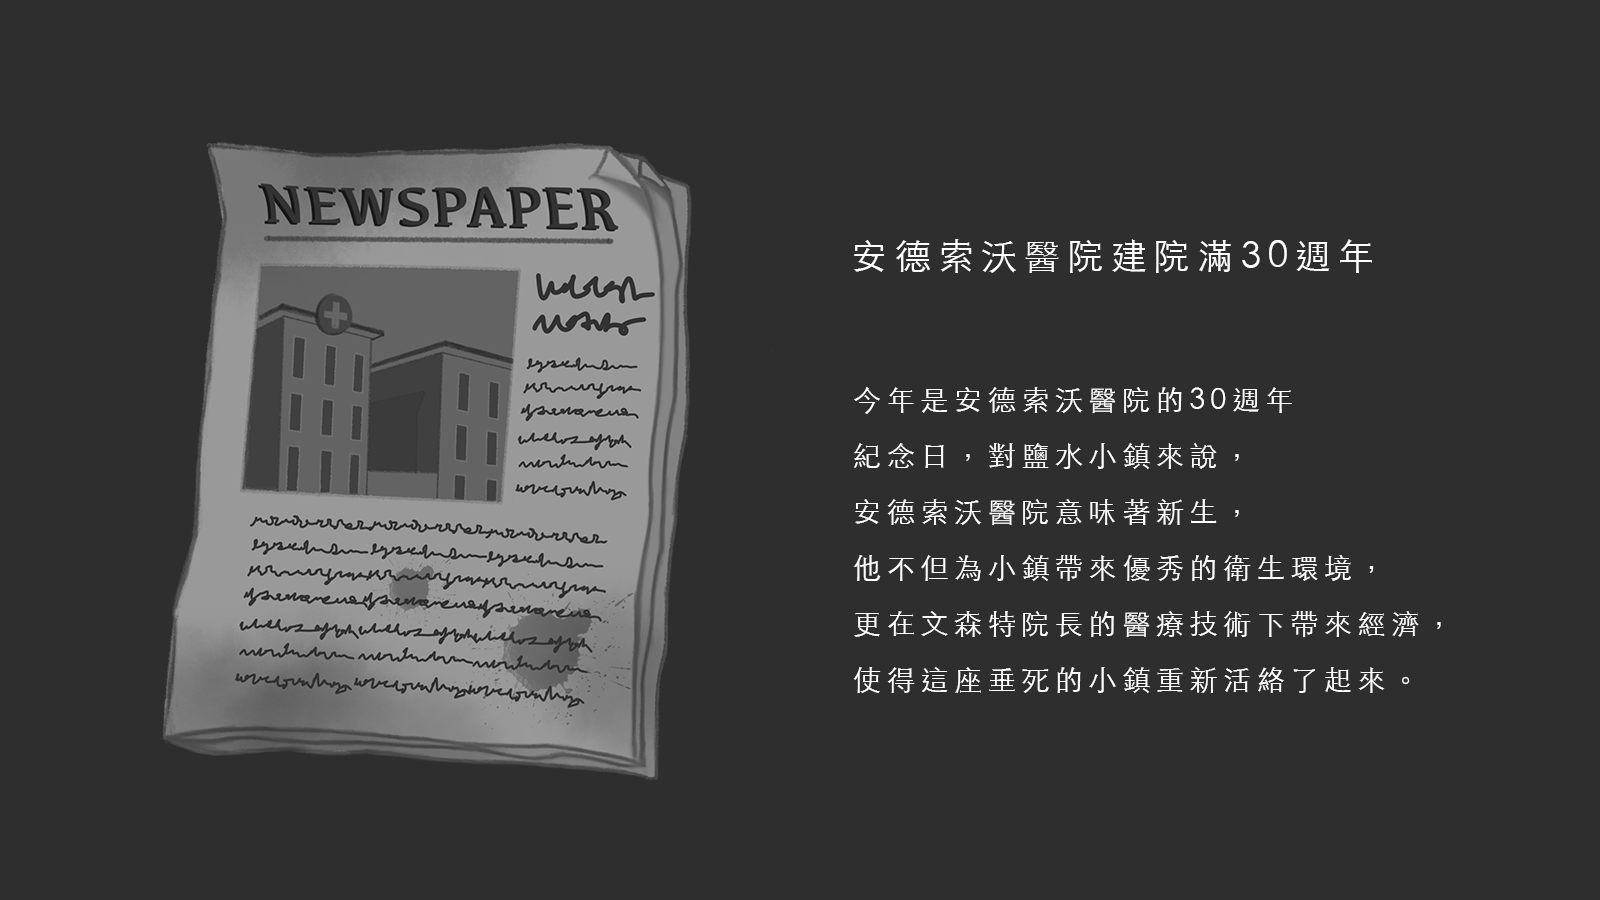 NEWSPAPER
安德索沃醫院建院滿30週年
今年是安德索沃醫院的30週年
紀念日，對鹽水小鎮來說，
安德索沃醫院意味著新生，
他不但為小鎮帶來優秀的衛生環境，
更在文森特院長的醫療技術下帶來經濟，
使得這座垂死的小鎮重新活絡了起來。